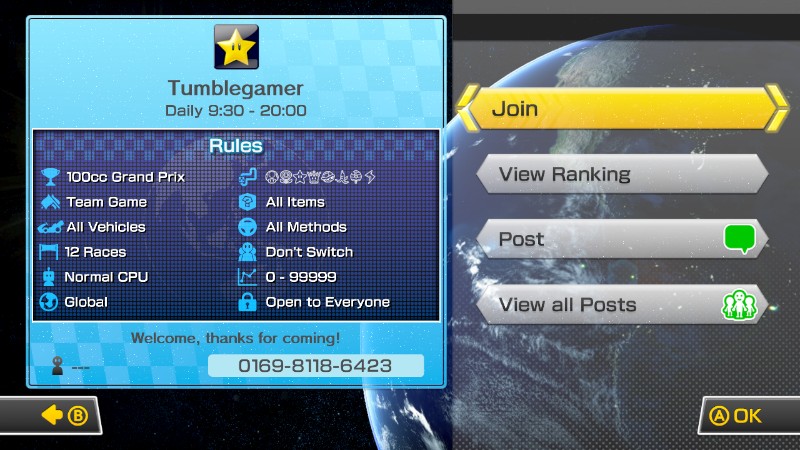 Tumblegamer
Daily 9:30 - 20:00
Rules
100cc Grand Prix
Team Game
All Items
All Vehicles
All Methods
12 Races
Don't Switch
Normal CPU
0 - 99999
Global
Open to Everyone
Welcome, thanks for coming!
---
0169-8118-6423
Join
View Ranking
Post
View all Posts
B
A OK